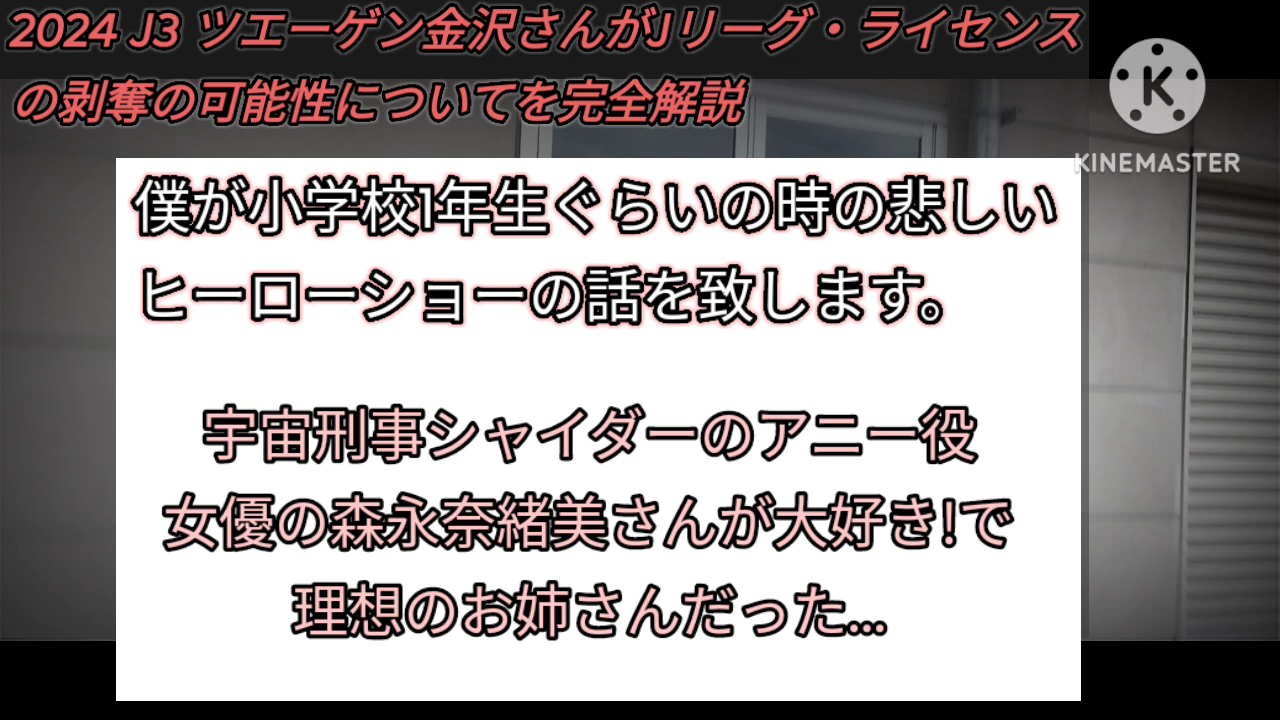 2024 J3 ツエーゲン金沢さんがJリーグ・ライセンス
の剥奪の可能性についてを完全解説
KINEMASTER
僕が小学校1年生ぐらいの時の悲しい
ヒーローショーの話を致します。
宇宙刑事シャイダーのアニー役
女優の森永奈緒美さんが大好き!で
理想のお姉さんだった...